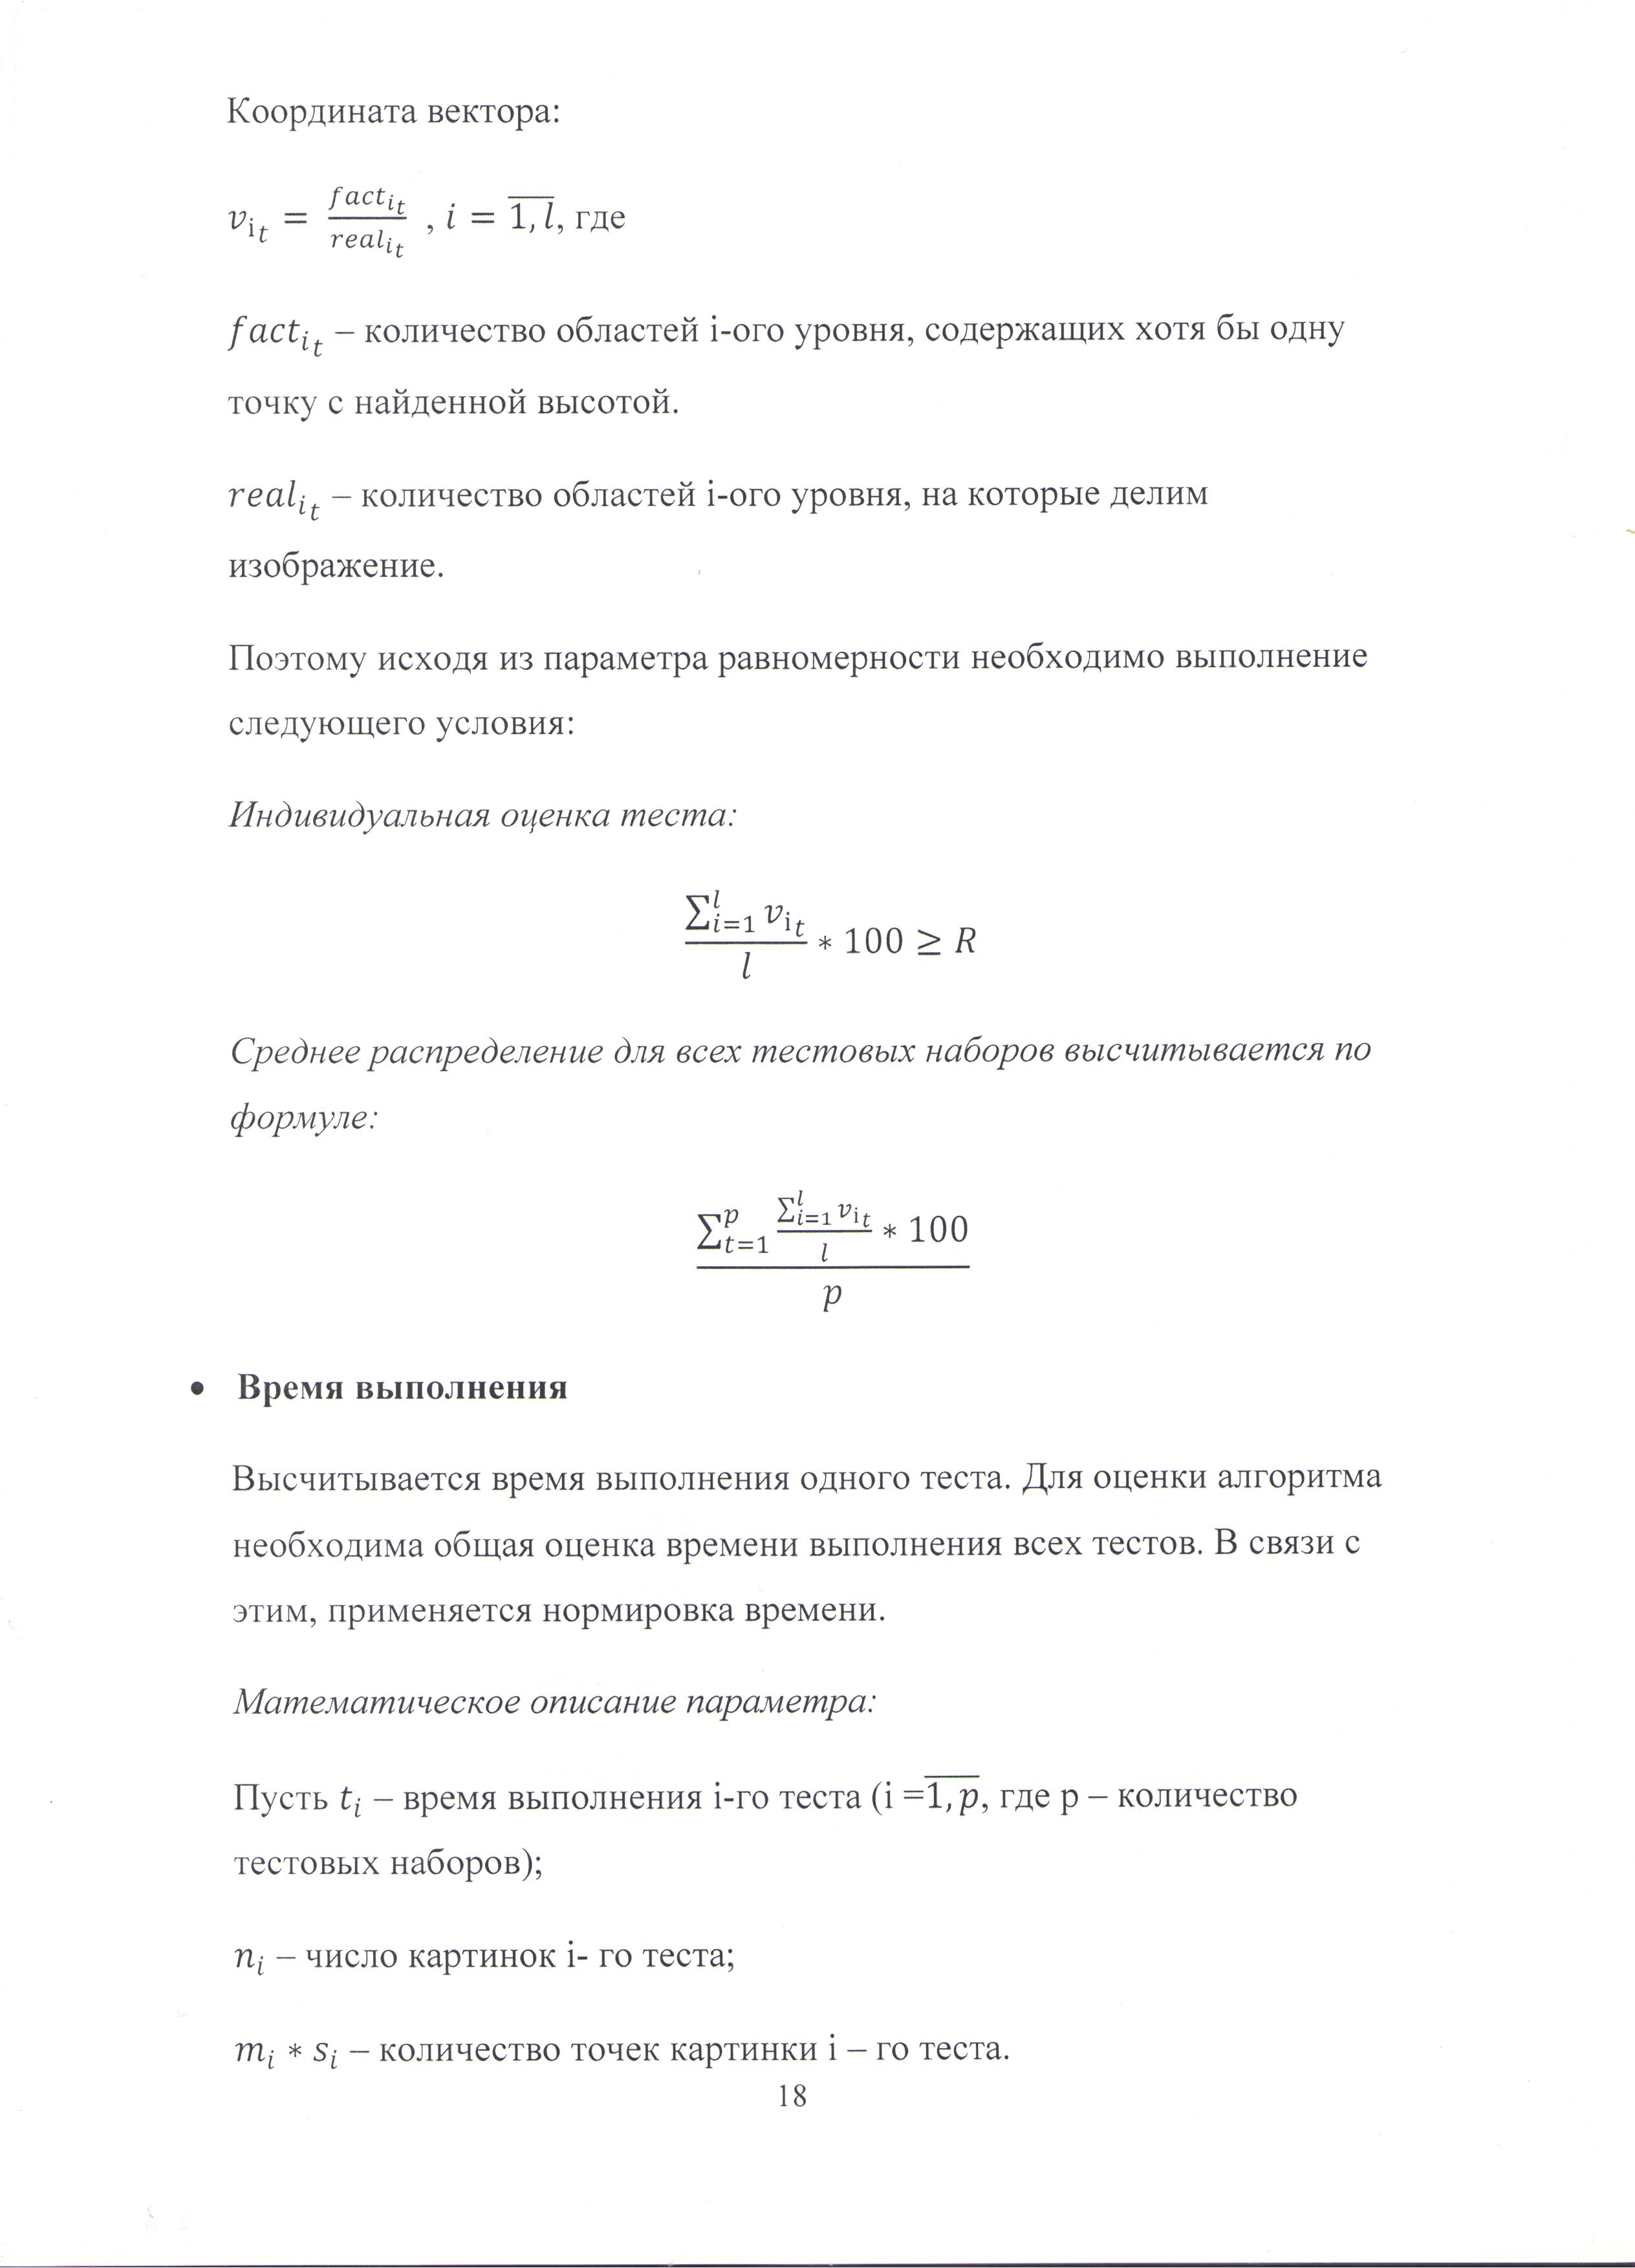 Координата вектора:
v_{i_t} = \frac{fact_{i_t}}{real_{i_t}} , i = \overline{1, l}, где
fact_{i_t} – количество областей i-ого уровня, содержащих хотя бы одну
точку с найденной высотой.
real_{i_t} – количество областей i-ого уровня, на которые делим
изображение.
Поэтому исходя из параметра равномерности необходимо выполнение
следующего условия:
Индивидуальная оценка теста:
\frac{\sum_{i=1}^{l} v_{i_t}}{l} * 100 ≥ R
Среднее распределение для всех тестовых наборов высчитывается по
формуле:
\frac{\sum_{t=1}^{p} \frac{\sum_{i=1}^{l} v_{i_t}}{l} * 100}{p}
• Время выполнения
Высчитывается время выполнения одного теста. Для оценки алгоритма
необходима общая оценка времени выполнения всех тестов. В связи с
этим, применяется нормировка времени.
Математическое описание параметра:
Пусть t_i – время выполнения i-го теста (i =\overline{1, p}, где p – количество
тестовых наборов);
n_i – число картинок i- го теста;
m_i * s_i – количество точек картинки i – го теста.
18